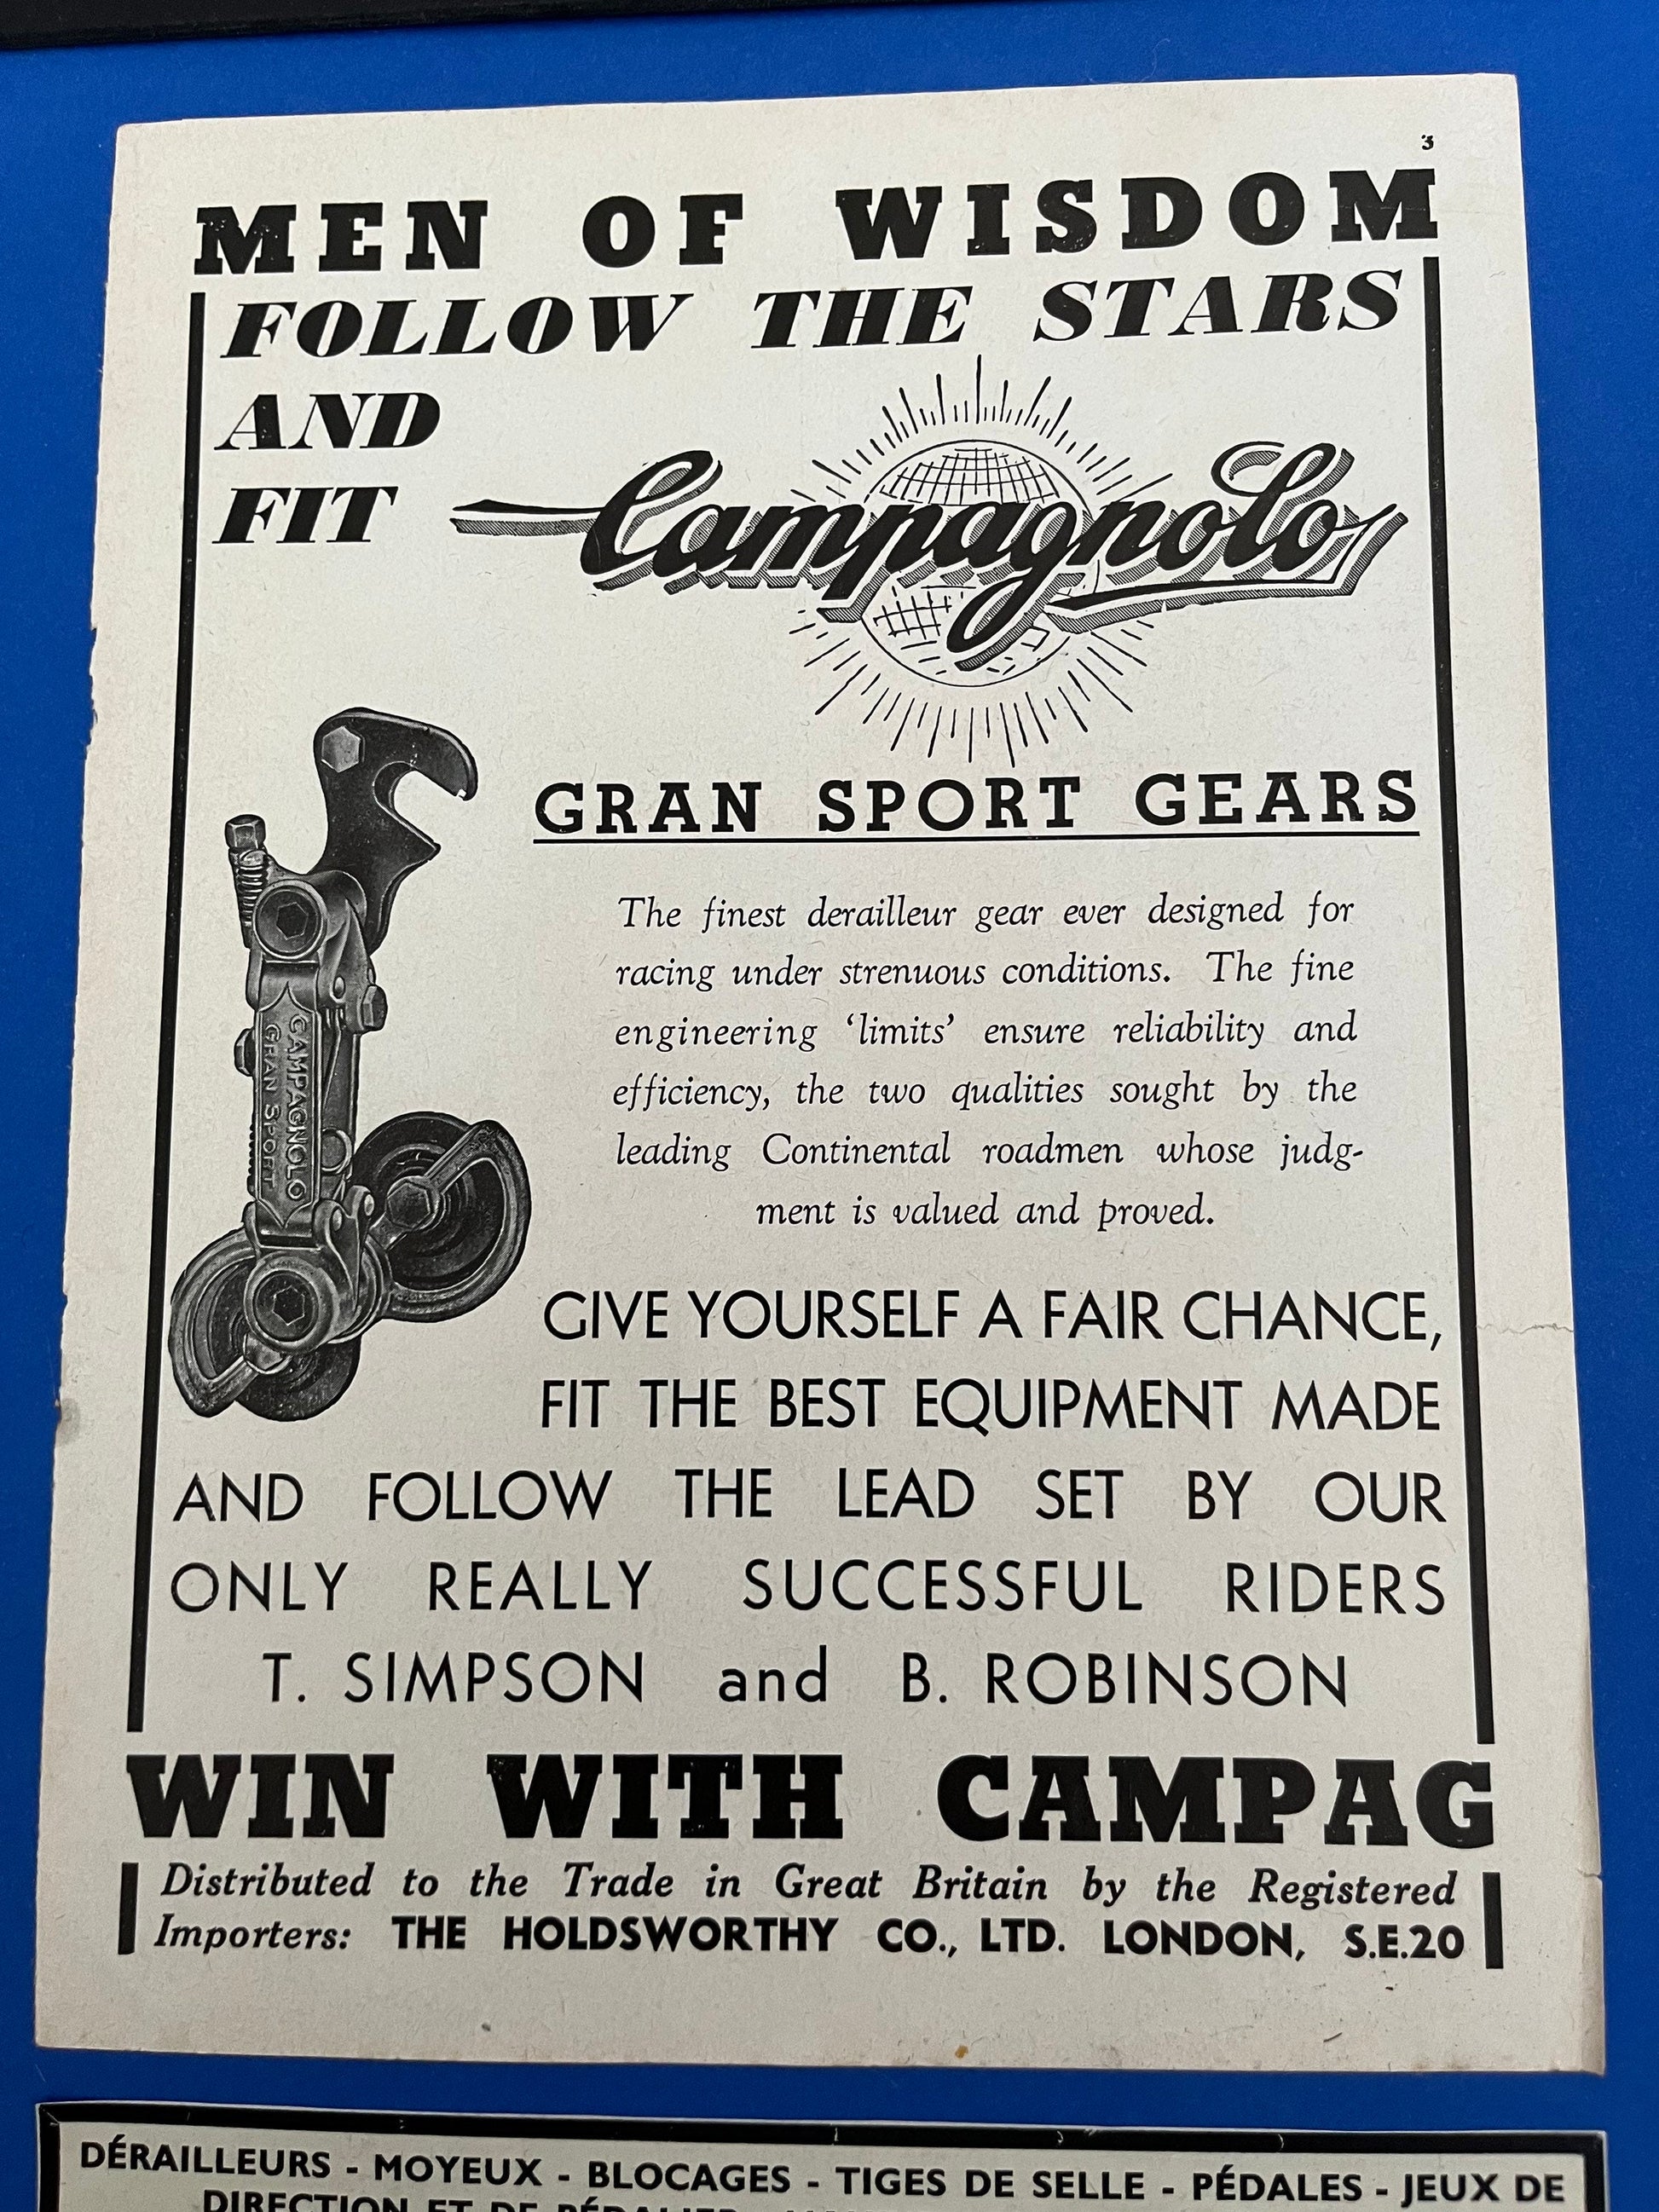 3
MEN OF WISDOM
FOLLOW THE STARS
AND
FIT
Campagnolo
GRAN SPORT GEARS
CAMPAGNOLO
GRAN SPORT
The finest derailleur gear ever designed for
racing under strenuous conditions. The fine
engineering ‘limits’ ensure reliability and
efficiency, the two qualities sought by the
leading Continental roadmen whose judg-
ment is valued and proved.
GIVE YOURSELF A FAIR CHANCE,
FIT THE BEST EQUIPMENT MADE
AND FOLLOW THE LEAD SET BY OUR
ONLY REALLY SUCCESSFUL RIDERS
T. SIMPSON and B. ROBINSON
WIN WITH CAMPAG
Distributed to the Trade in Great Britain by the Registered
Importers: THE HOLDSWORTHY CO., LTD. LONDON, S.E.20
DÉRAILLEURS - MOYEUX - BLOCAGES - TIGES DE SELLE - PÉDALES - JEUX DE
DIRECTION ET DE PÉDALIER